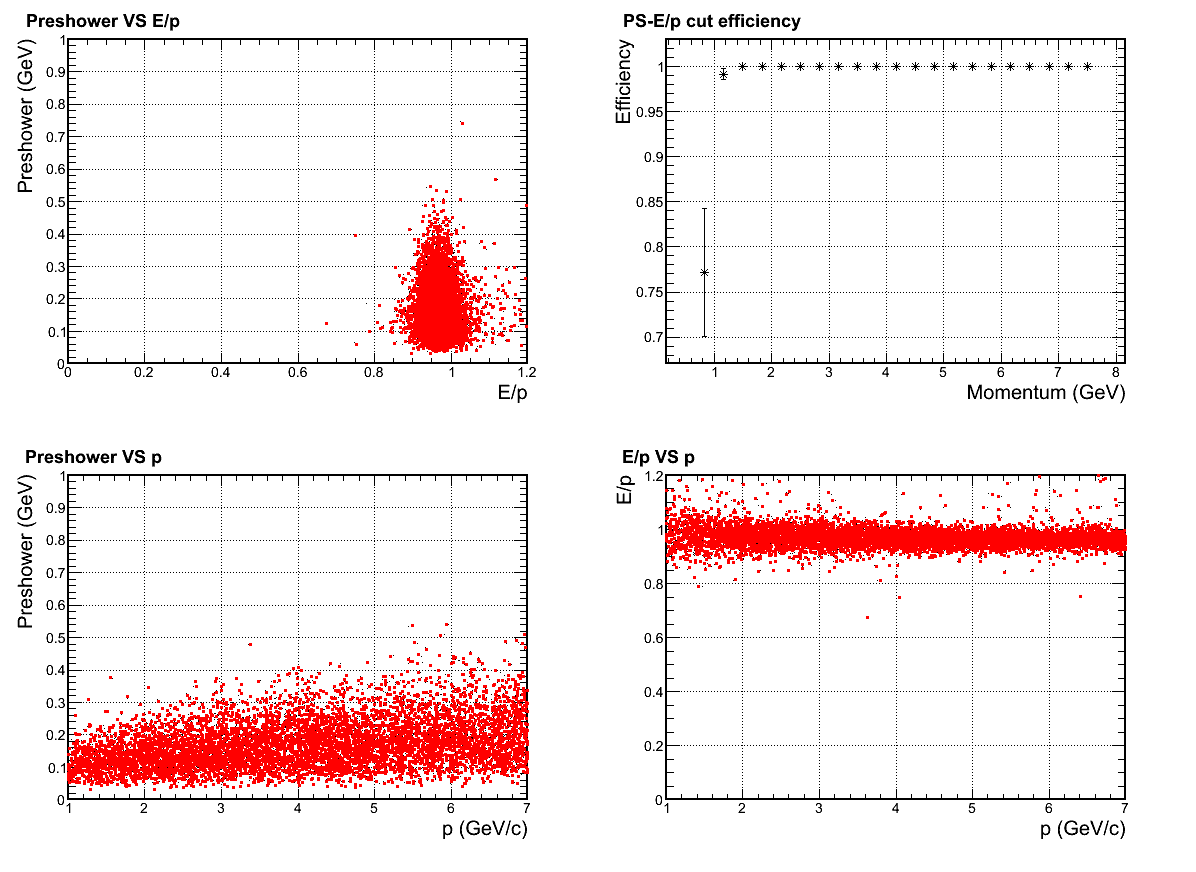 Preshower VS E/p
Preshower (GeV)
1
0.9
0.8
0.7
0.6
0.5
0.4
0.3
0.2
0.1
0
0 0.2 0.4 0.6 0.8 1 1.2
E/p
PS-E/p cut efficiency
Efficiency
1
0.95
0.9
0.85
0.8
0.75
0.7
1 2 3 4 5 6 7 8
Momentum (GeV)
Preshower VS p
Preshower (GeV)
1
0.9
0.8
0.7
0.6
0.5
0.4
0.3
0.2
0.1
0
1 2 3 4 5 6 7
p (GeV/c)
E/p VS p
E/p
1.2
1
0.8
0.6
0.4
0.2
0
1 2 3 4 5 6 7
p (GeV/c)